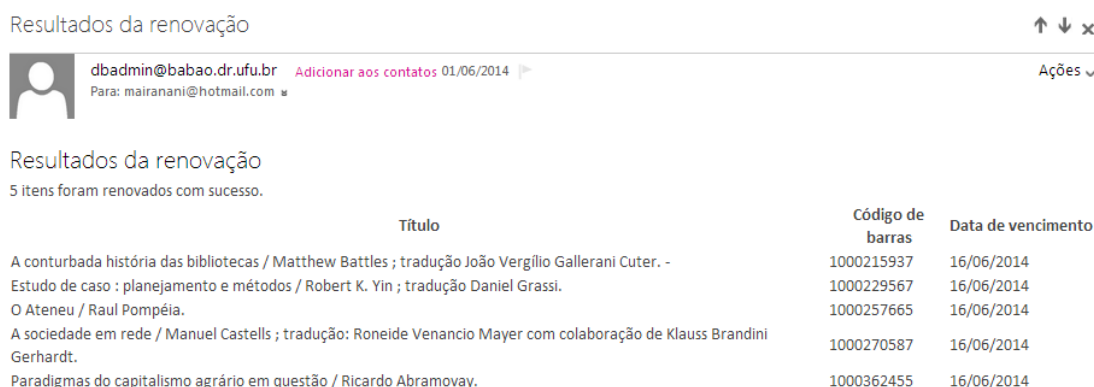 Resultados da renovação
dbadmin@babao.dr.ufu.br Adicionar aos contatos 01/06/2014
Ações
Para: mairanani@hotmail.com
Resultados da renovação
5 itens foram renovados com sucesso.
Título Código de barras Data de vencimento
A conturbada história das bibliotecas / Matthew Battles ; tradução João Vergílio Gallerani Cuter. - 1000215937 16/06/2014
Estudo de caso : planejamento e métodos / Robert K. Yin ; tradução Daniel Grassi. 1000229567 16/06/2014
O Ateneu / Raul Pompéia. 1000257665 16/06/2014
A sociedade em rede / Manuel Castells ; tradução: Roneide Venancio Mayer com colaboração de Klauss Brandini
Gerhardt. 1000270587 16/06/2014
Paradigmas do capitalismo agrário em questão / Ricardo Abramovay. 1000362455 16/06/2014